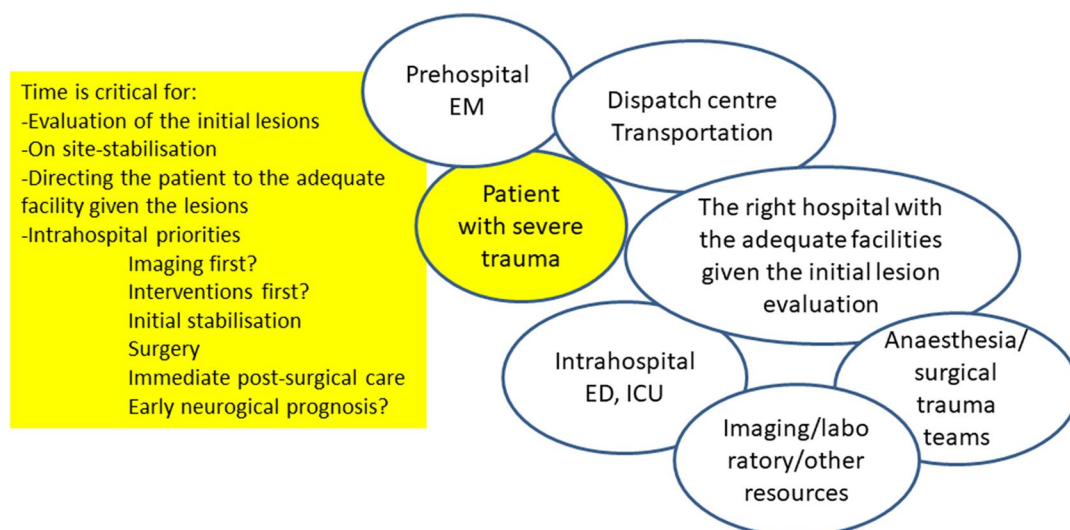 Time is critical for:
-Evaluation of the initial lesions
-On site-stabilisation
-Directing the patient to the adequate
facility given the lesions
-Intrahospital priorities
Imaging first?
Interventions first?
Initial stabilisation
Surgery
Immediate post-surgical care
Early neurogical prognosis?
Prehospital
EM
Dispatch centre
Transportation
Patient
with severe
trauma
The right hospital with
the adequate facilities
given the initial lesion
evaluation
Intrahospital
ED, ICU
Anaesthesia/
surgical
trauma
teams
Imaging/labo
ratory/other
resources